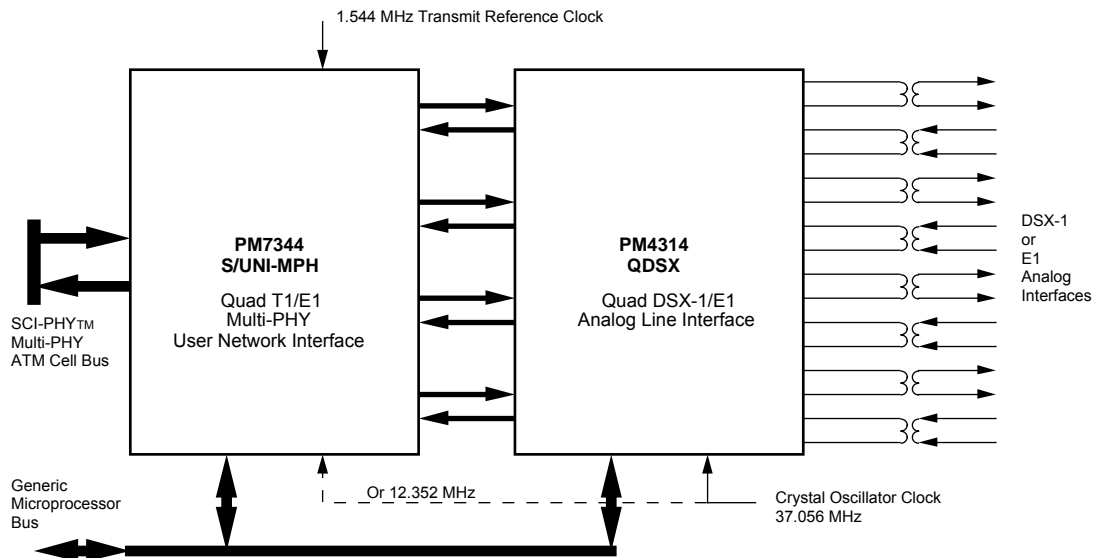 1.544 MHz Transmit Reference Clock
PM7344
S/UNI-MPH
Quad T1/E1
Multi-PHY
User Network Interface
PM4314
QDSX
Quad DSX-1/E1
Analog Line Interface
DSX-1
or
E1
Analog
Interfaces
SCI-PHY™
Multi-PHY
ATM Cell Bus
Generic
Microprocessor
Bus
Or 12.352 MHz
Crystal Oscillator Clock
37.056 MHz